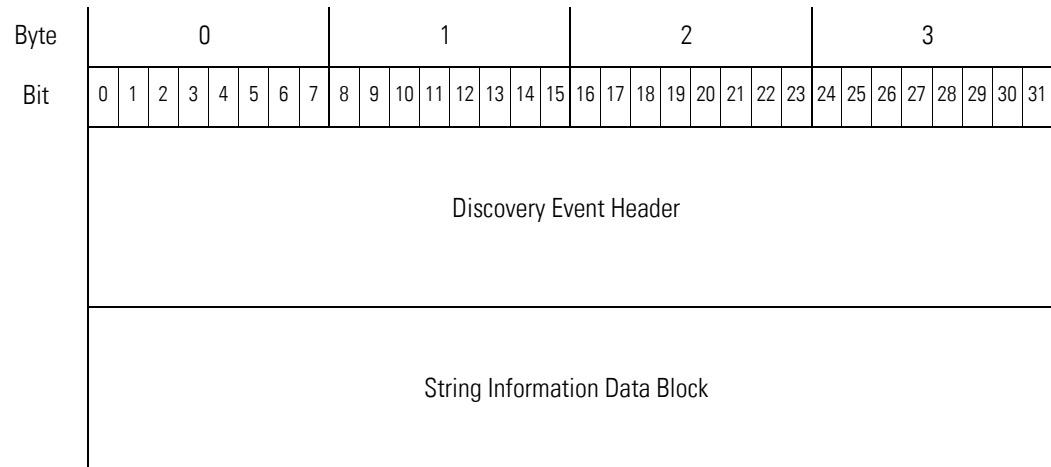 Byte 0 1 2 3
Bit 0 1 2 3 4 5 6 7 8 9 10 11 12 13 14 15 16 17 18 19 20 21 22 23 24 25 26 27 28 29 30 31
Discovery Event Header
String Information Data Block